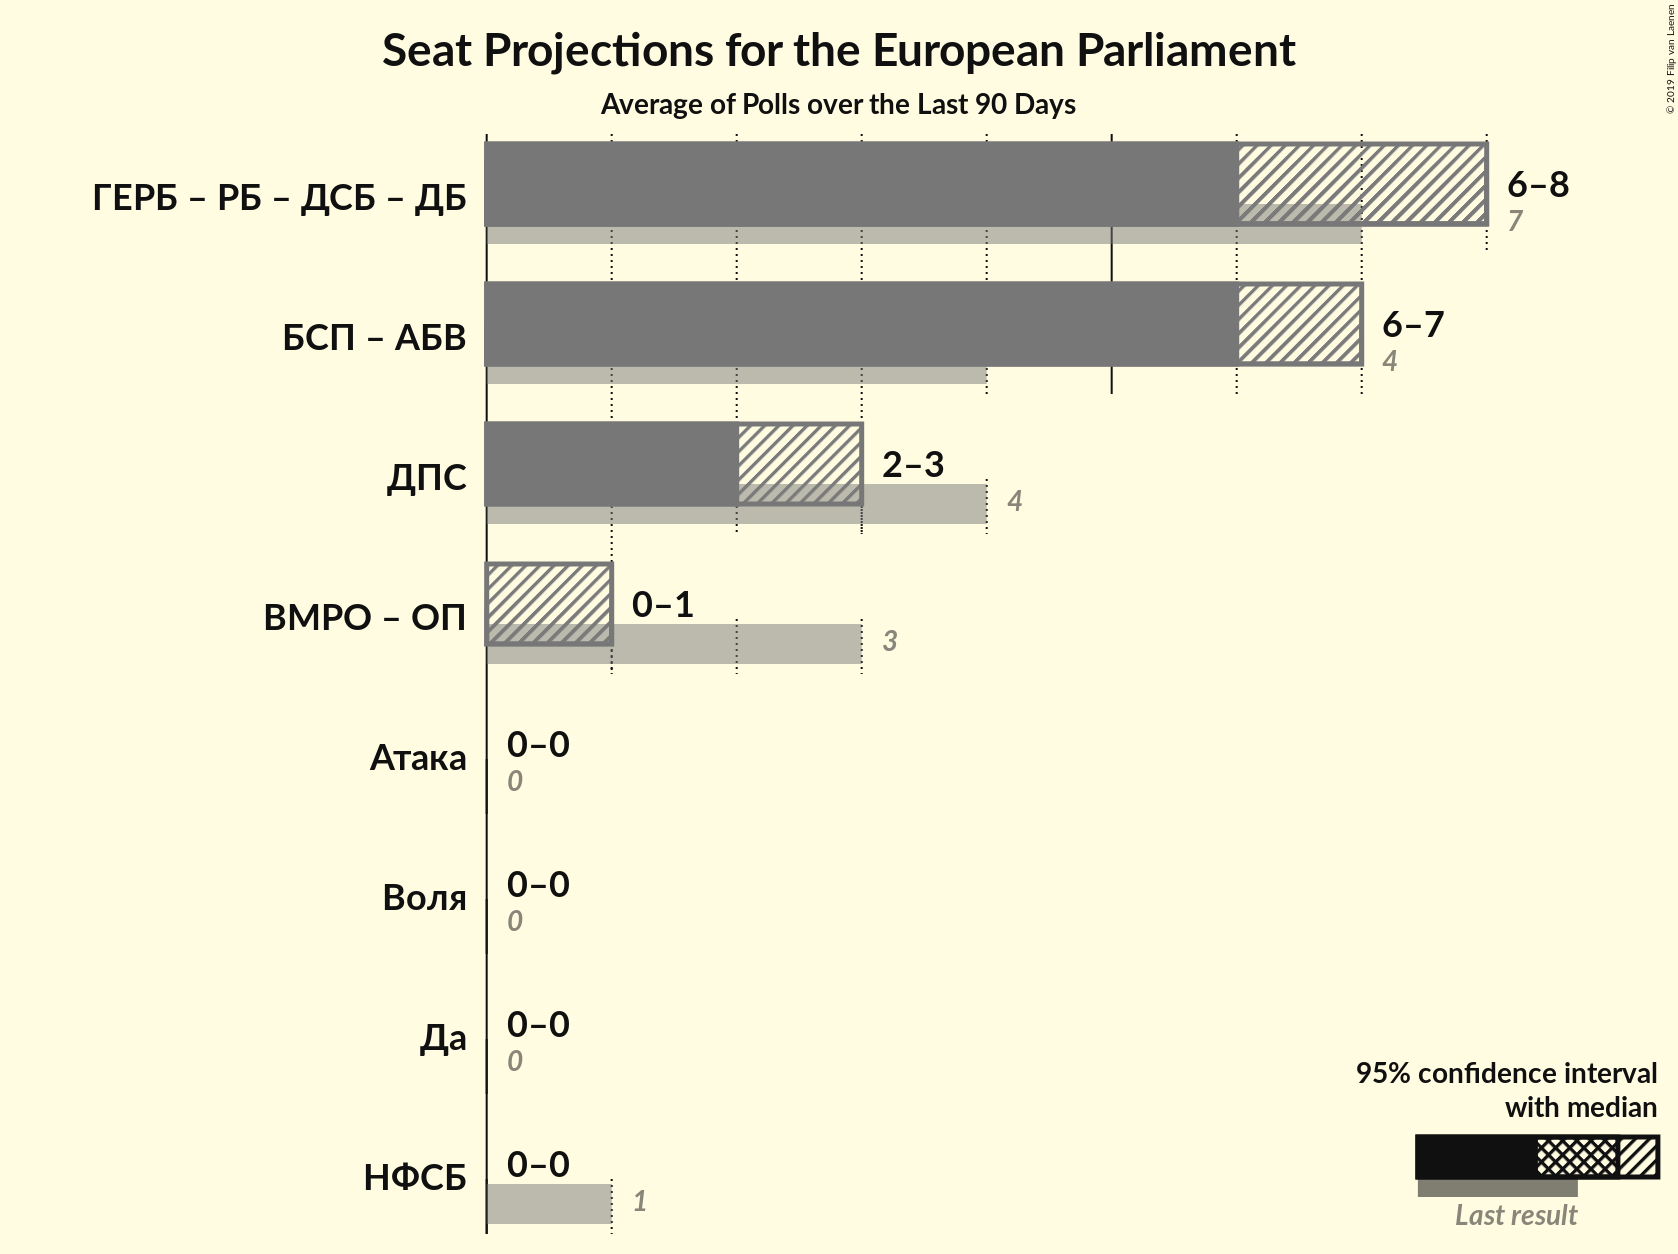 Seat Projections for the European Parliament
Average of Polls over the Last 90 Days
© 2019 Filip van Laenen
ГЕРБ – РБ – ДСБ – ДБ
6–8
7
БСП – АБВ
6–7
4
ДПС
2–3
4
ВМРО – ОП
0–1
3
Атака
0–0
0
Воля
0–0
0
Да
0–0
0
НФСБ
0–0
1
95% confidence interval
with median
Last result